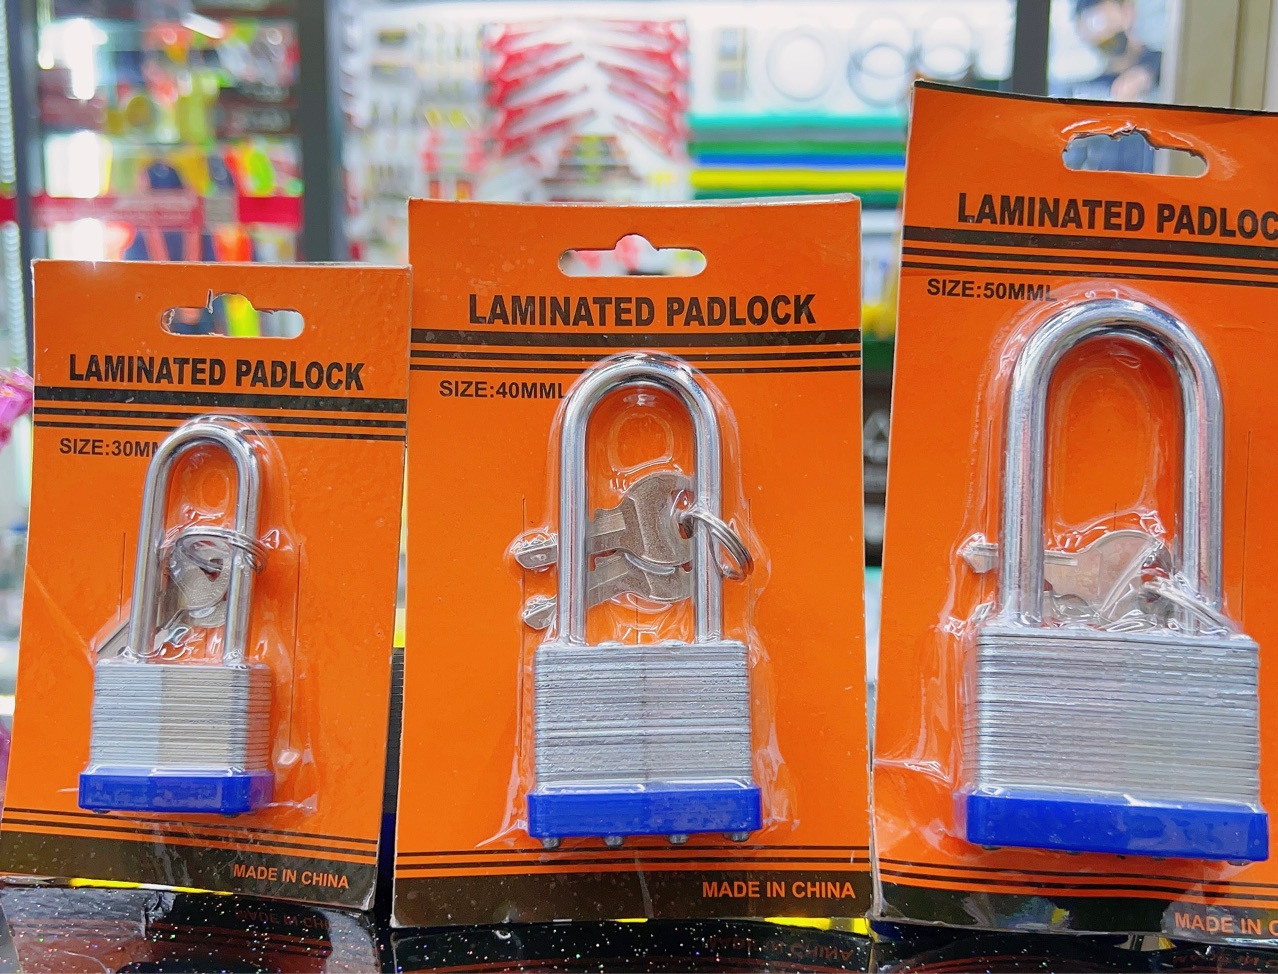 LAMINATED PADLOCK
SIZE:30MM
MADE IN CHINA
LAMINATED PADLOCK
SIZE:40MML
MADE IN CHINA
LAMINATED PADLOC
SIZE:50MML
MADE IN C